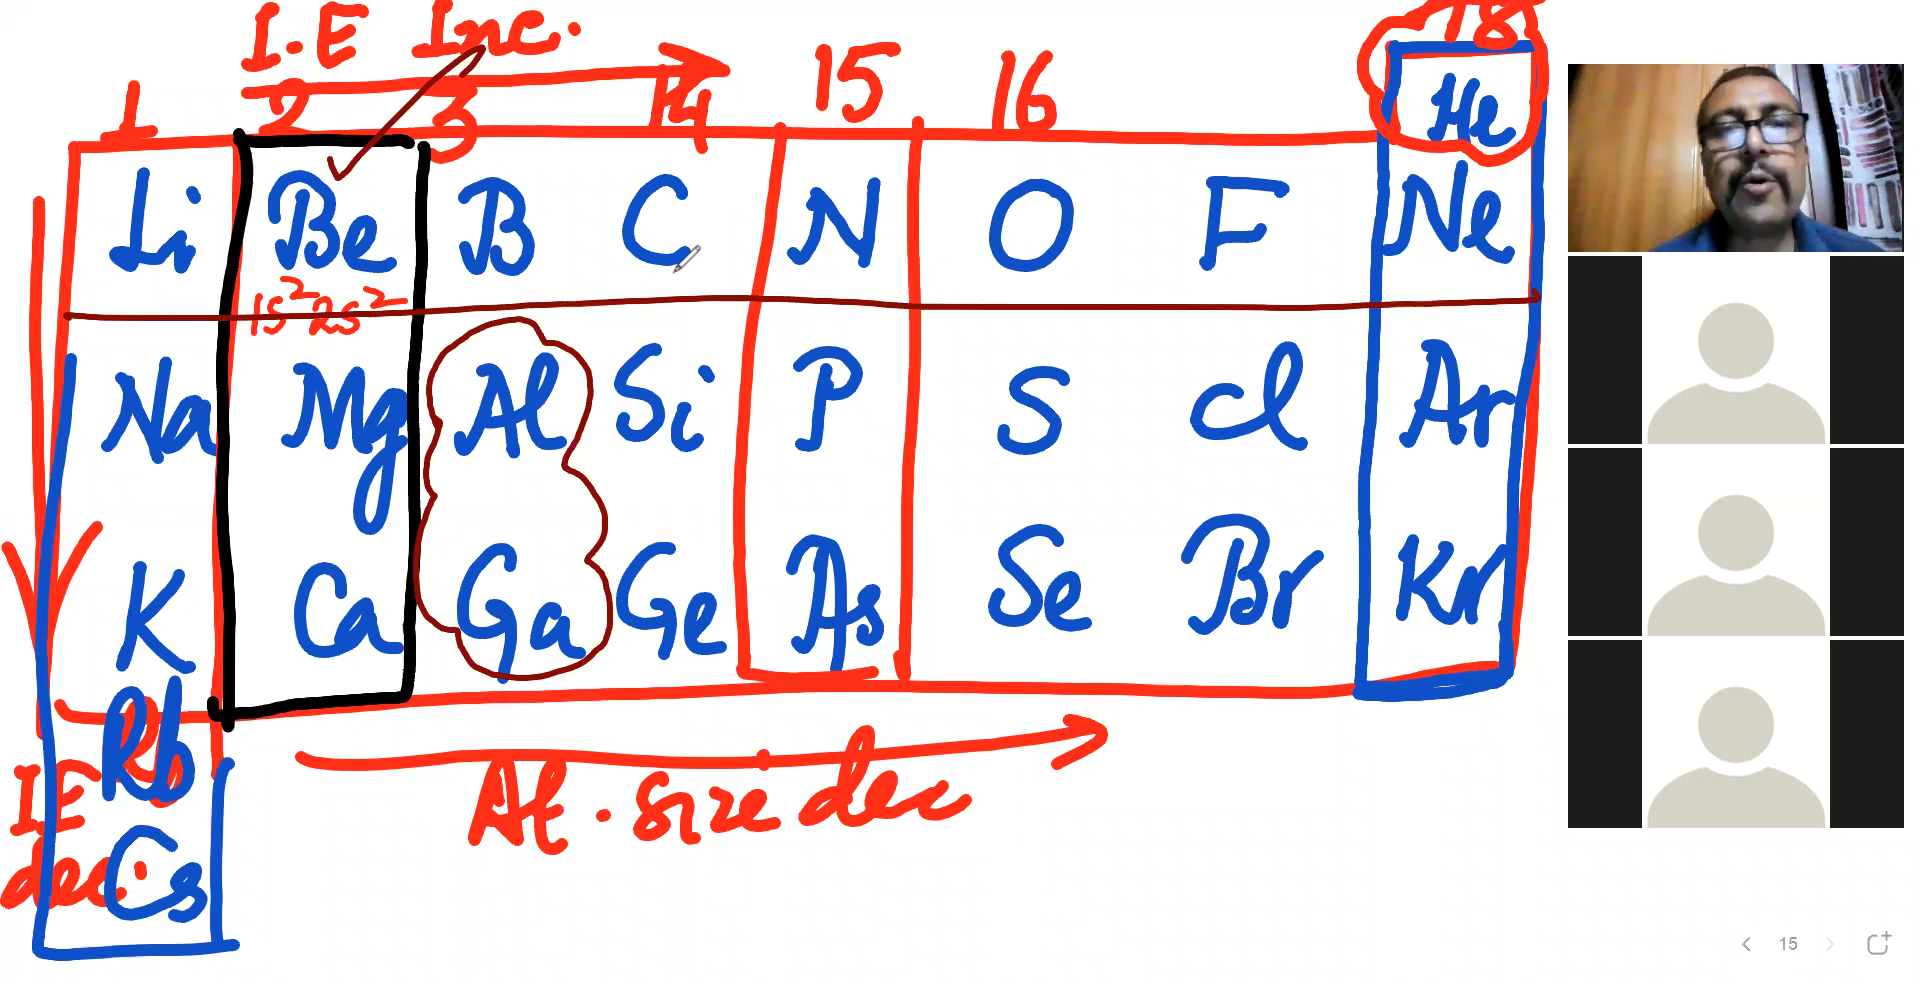 I.E Inc.
18
1 2 3 14 15 16
He
Li Be B C N O F Ne
1s² 2s²
Na Mg Al Si P S Cl Ar
K Ca Ga Ge As Se Br Kr
Rb
I.E
dec.
Cs
At. size dec
15